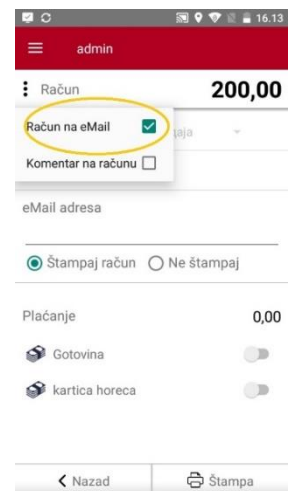 16.13
admin
Račun 200,00
Račun na eMail
Komentar na računu
eMail adresa
Štampaj račun Ne štampaj
Plaćanje 0,00
Gotovina
kartica horeca
Nazad Štampa